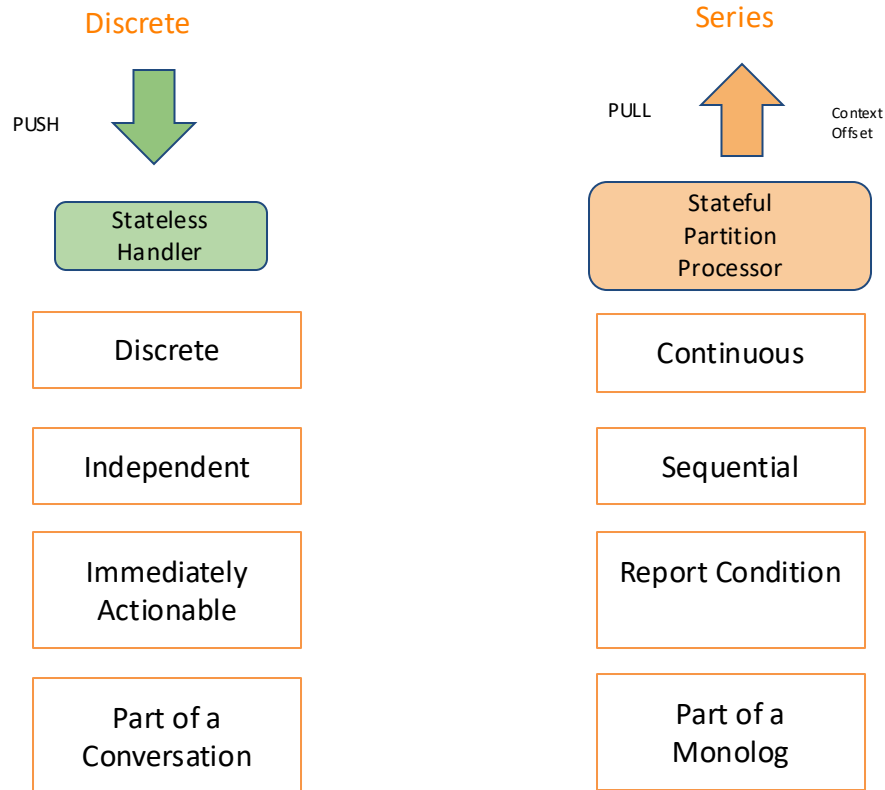 Discrete
PUSH
Stateless
Handler
Discrete
Independent
Immediately
Actionable
Part of a
Conversation
Series
PULL
Context
Offset
Stateful
Partition
Processor
Continuous
Sequential
Report Condition
Part of a
Monolog